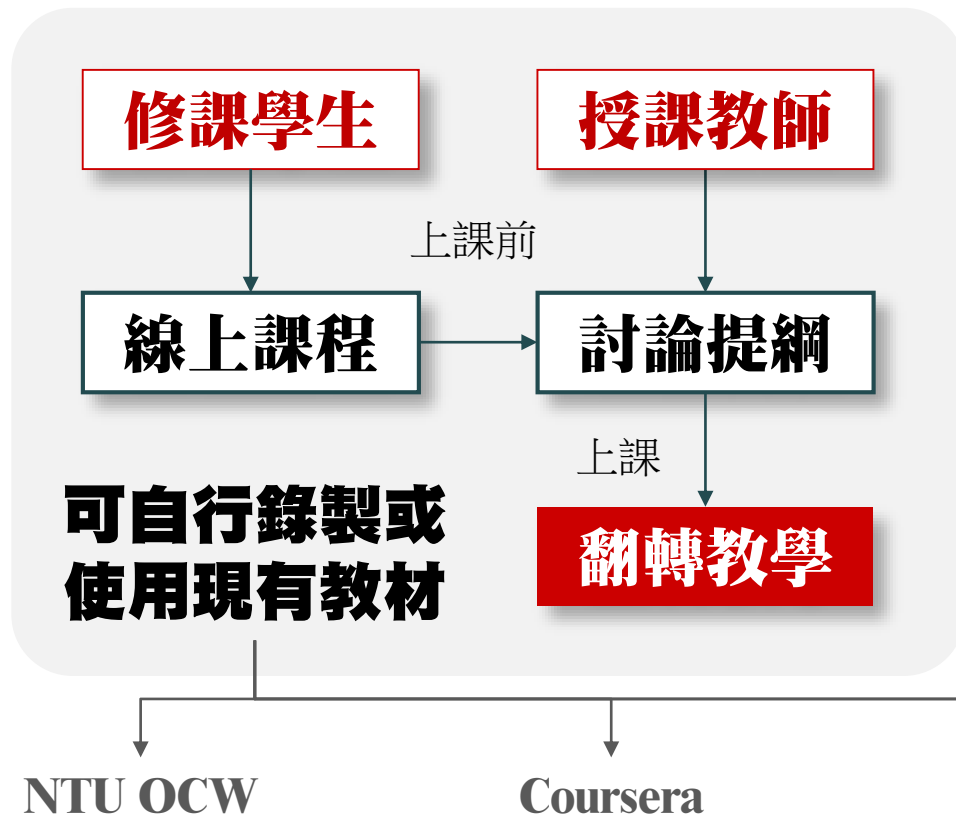 修課學生
授課教師
上課前
線上課程
討論提綱
上課
可自行錄製或
使用現有教材
翻轉教學
NTU OCW
Coursera